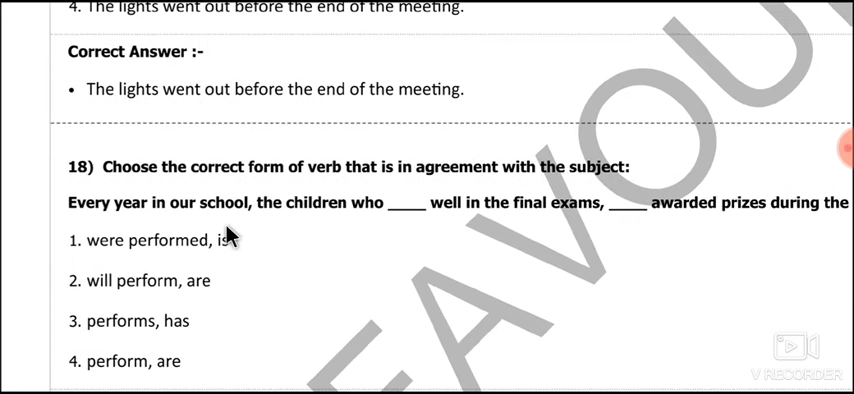 4. The lights went out before the end of the meeting.
Correct Answer :-
• The lights went out before the end of the meeting.
18) Choose the correct form of verb that is in agreement with the subject:
Every year in our school, the children who ____ well in the final exams, ____ awarded prizes during the
1. were performed, is
2. will perform, are
3. performs, has
4. perform, are
FAVOU
V RECORDER